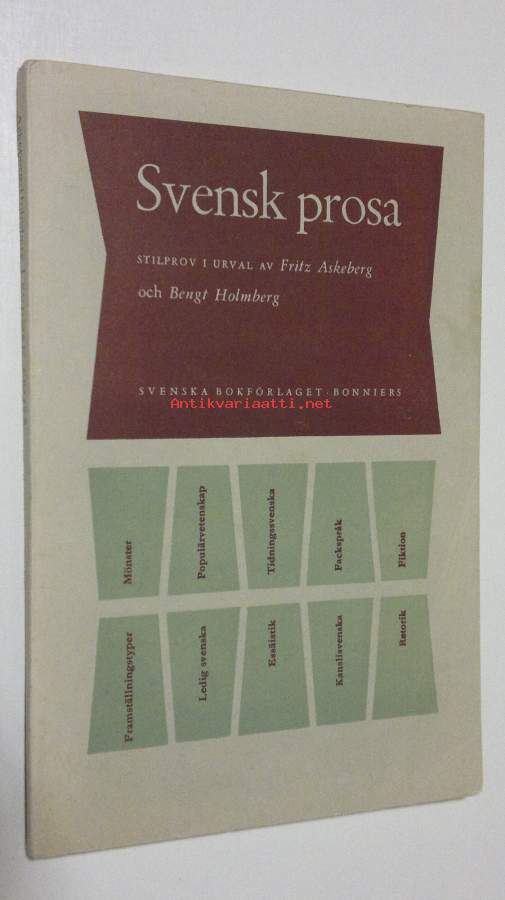 Svensk prosa
STILPROV I URVAL AV Fritz Askeberg
och Bengt Holmberg
SVENSKA BOKFÖRLAGET · BONNIERS
Antikvariaatti.net
Mönster
Populärvetenskap
Tidningssvenska
Fackspråk
Fiktion
Framställningstyper
Ledig svenska
Essäistik
Kanslisvenska
Retorik